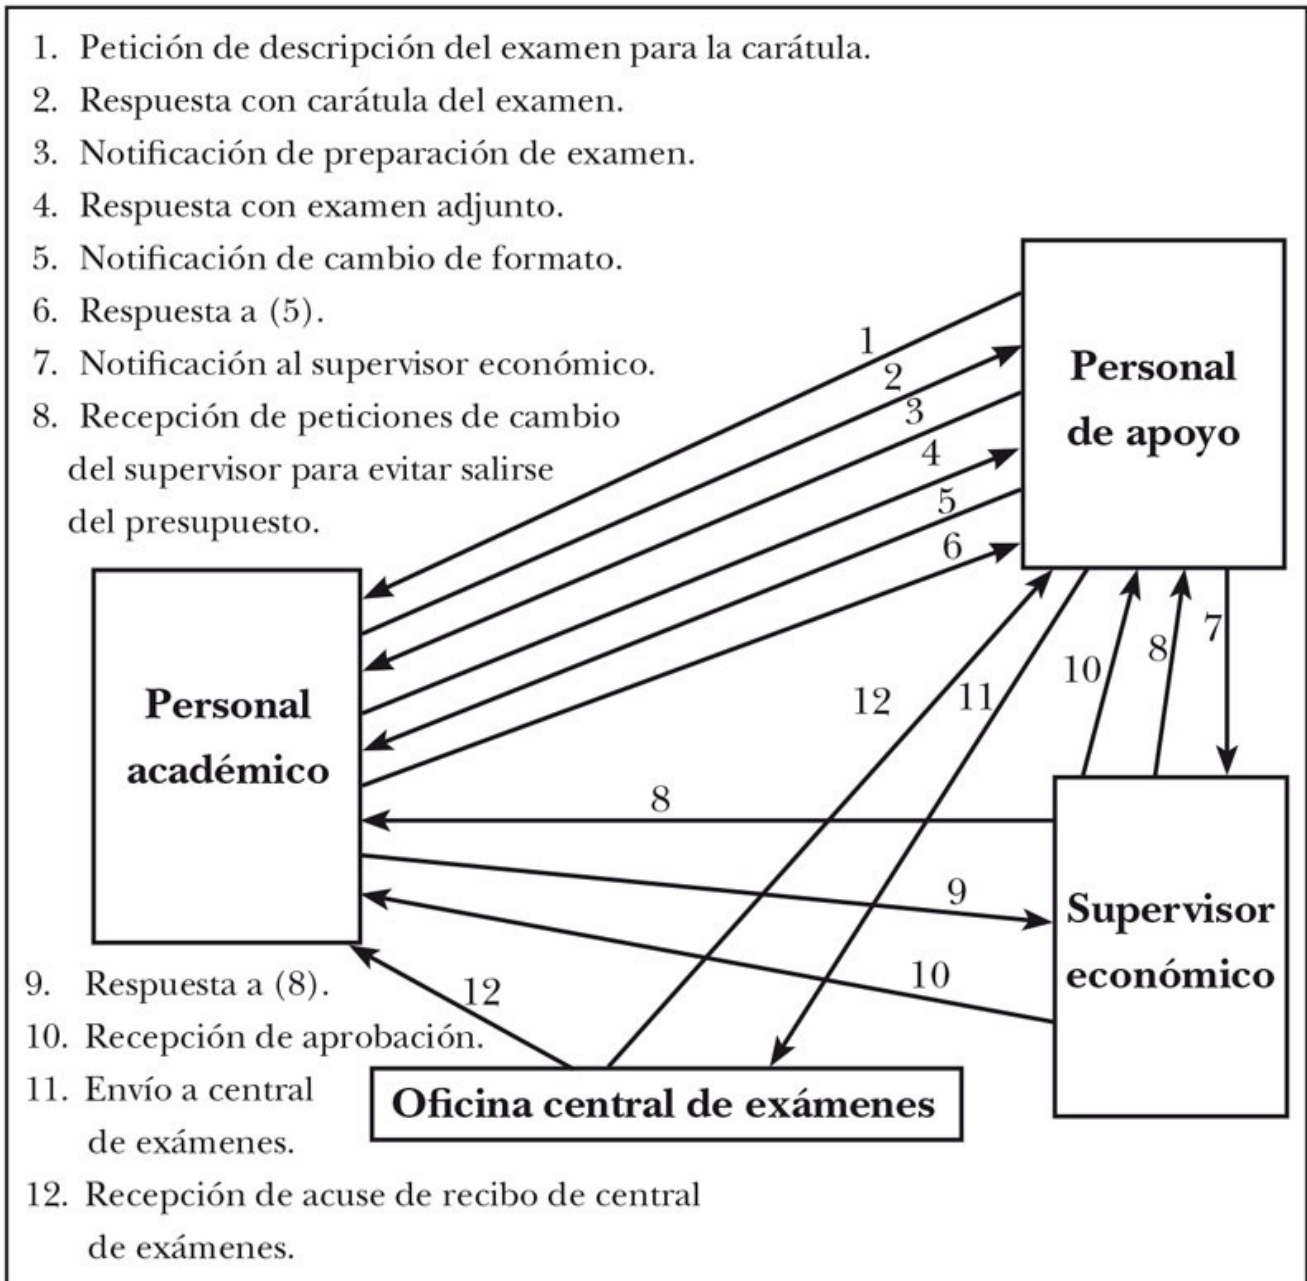 1. Petición de descripción del examen para la carátula.
2. Respuesta con carátula del examen.
3. Notificación de preparación de examen.
4. Respuesta con examen adjunto.
5. Notificación de cambio de formato.
6. Respuesta a (5).
7. Notificación al supervisor económico.
8. Recepción de peticiones de cambio
del supervisor para evitar salirse
del presupuesto.
Personal
de apoyo
1
2
3
4
5
6
Personal
académico
12
11
10
8
7
8
9
10
12
Supervisor
económico
Oficina central de exámenes
9. Respuesta a (8).
10. Recepción de aprobación.
11. Envío a central
de exámenes.
12. Recepción de acuse de recibo de central
de exámenes.